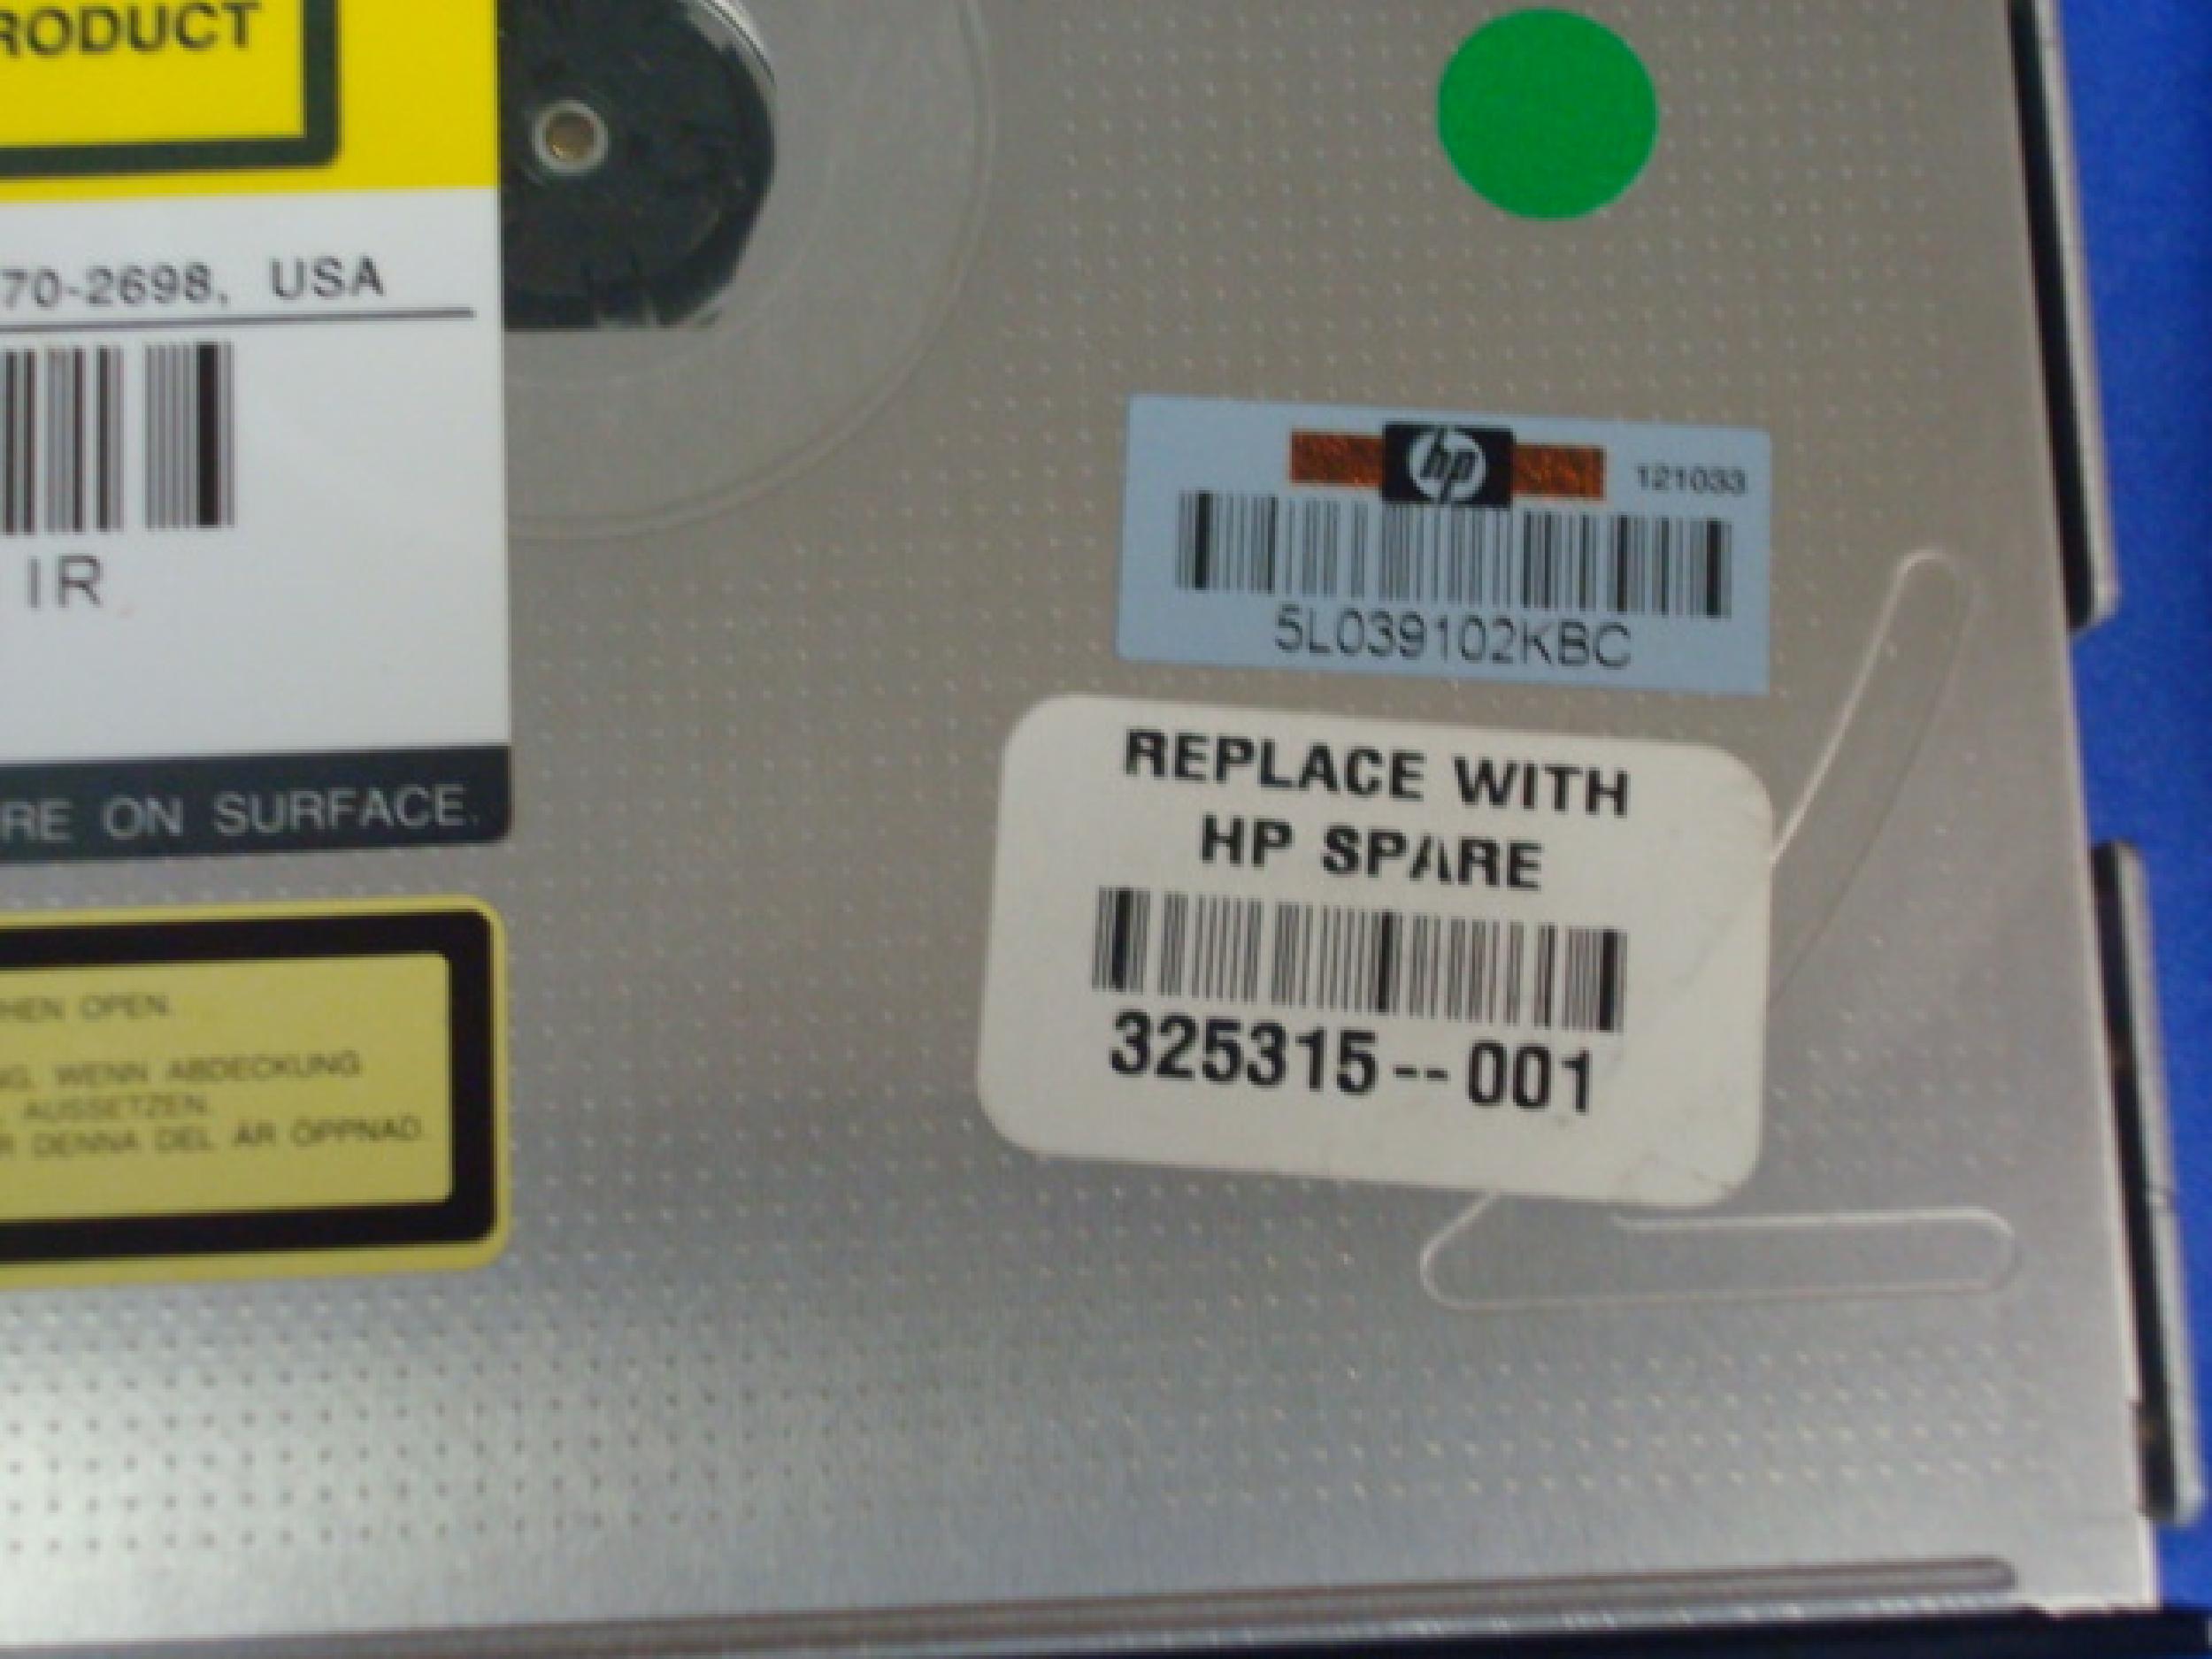 RODUCT
70-2698, USA
IR
RE ON SURFACE.
HEN OPEN.
NG. WENN ABDECKUNG
AUSSETZEN.
R DENNA DEL ÄR ÖPPNAD.
hp
121033
5L039102KBC
REPLACE WITH
HP SPARE
325315--001